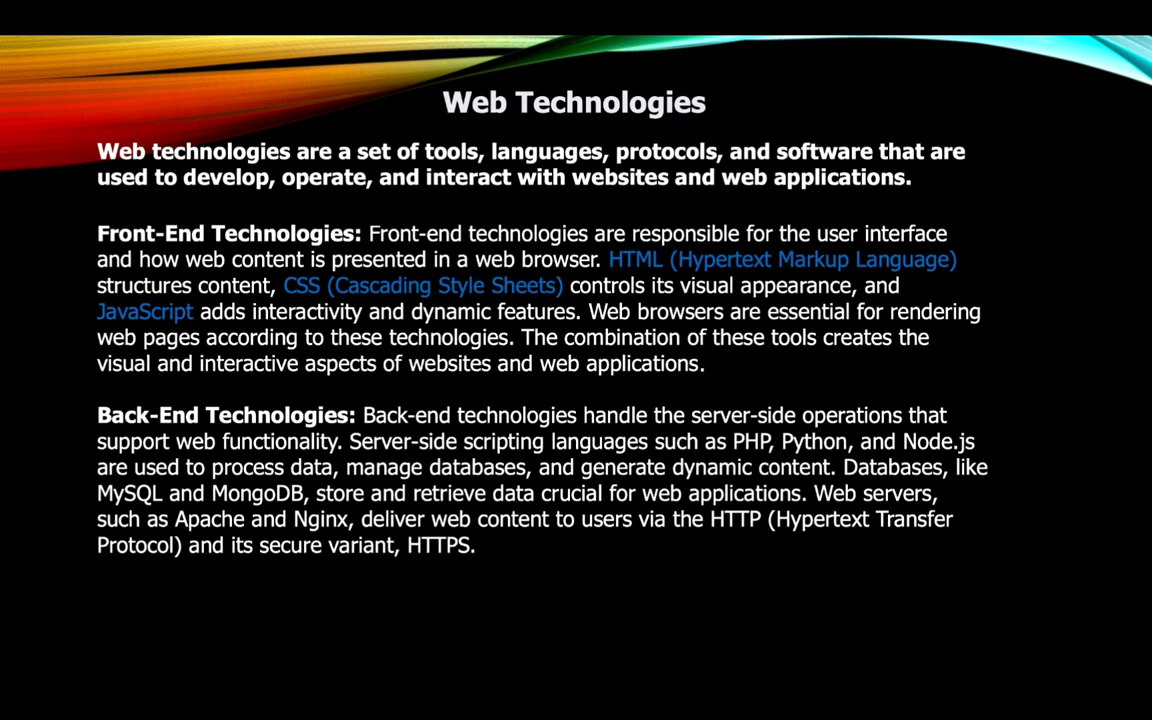 Web Technologies
Web technologies are a set of tools, languages, protocols, and software that are
used to develop, operate, and interact with websites and web applications.
Front-End Technologies: Front-end technologies are responsible for the user interface
and how web content is presented in a web browser. HTML (Hypertext Markup Language)
structures content, CSS (Cascading Style Sheets) controls its visual appearance, and
JavaScript adds interactivity and dynamic features. Web browsers are essential for rendering
web pages according to these technologies. The combination of these tools creates the
visual and interactive aspects of websites and web applications.
Back-End Technologies: Back-end technologies handle the server-side operations that
support web functionality. Server-side scripting languages such as PHP, Python, and Node.js
are used to process data, manage databases, and generate dynamic content. Databases, like
MySQL and MongoDB, store and retrieve data crucial for web applications. Web servers,
such as Apache and Nginx, deliver web content to users via the HTTP (Hypertext Transfer
Protocol) and its secure variant, HTTPS.